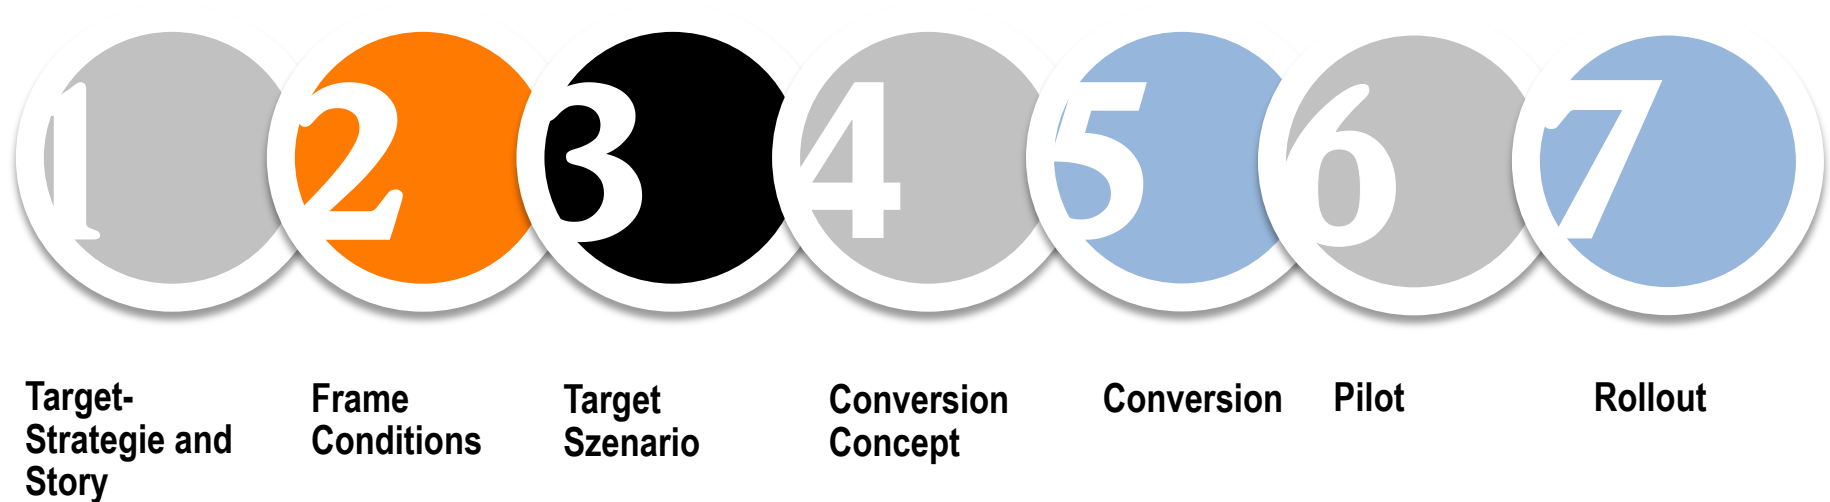 1 2 3 4 5 6 7
Target-
Strategie and
Story
Frame
Conditions
Target
Szenario
Conversion
Concept
Conversion
Pilot
Rollout